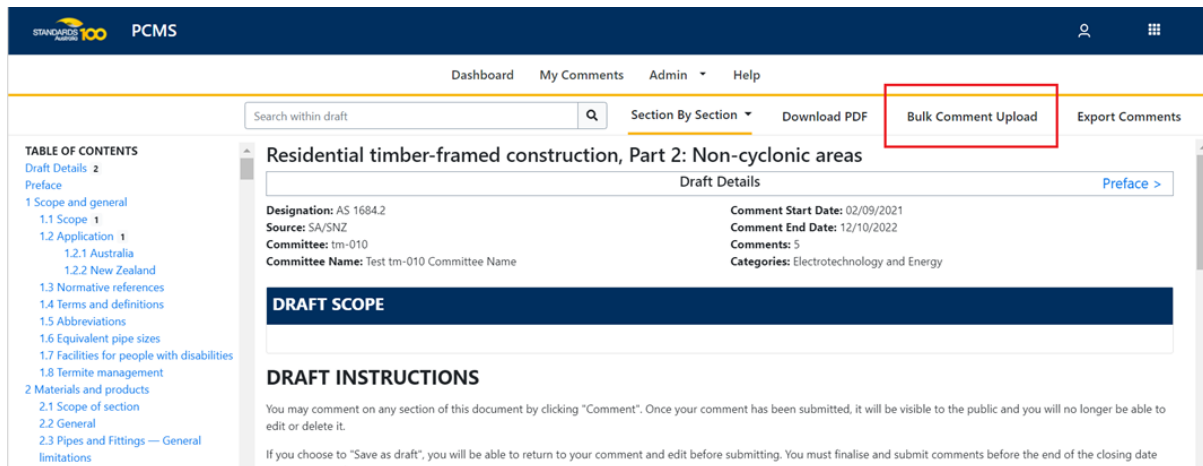 STANDARDS 100
Australia
PCMS
Dashboard My Comments Admin Help
Search within draft
Section By Section Download PDF Bulk Comment Upload Export Comments
TABLE OF CONTENTS
Draft Details 2
Preface
1 Scope and general
1.1 Scope 1
1.2 Application 1
1.2.1 Australia
1.2.2 New Zealand
1.3 Normative references
1.4 Terms and definitions
1.5 Abbreviations
1.6 Equivalent pipe sizes
1.7 Facilities for people with disabilities
1.8 Termite management
2 Materials and products
2.1 Scope of section
2.2 General
2.3 Pipes and Fittings — General
limitations
Residential timber-framed construction, Part 2: Non-cyclonic areas
Draft Details
Preface >
Designation: AS 1684.2
Source: SA/SNZ
Committee: tm-010
Committee Name: Test tm-010 Committee Name
Comment Start Date: 02/09/2021
Comment End Date: 12/10/2022
Comments: 5
Categories: Electrotechnology and Energy
DRAFT SCOPE
DRAFT INSTRUCTIONS
You may comment on any section of this document by clicking "Comment". Once your comment has been submitted, it will be visible to the public and you will no longer be able to
edit or delete it.
If you choose to "Save as draft", you will be able to return to your comment and edit before submitting. You must finalise and submit comments before the end of the closing date